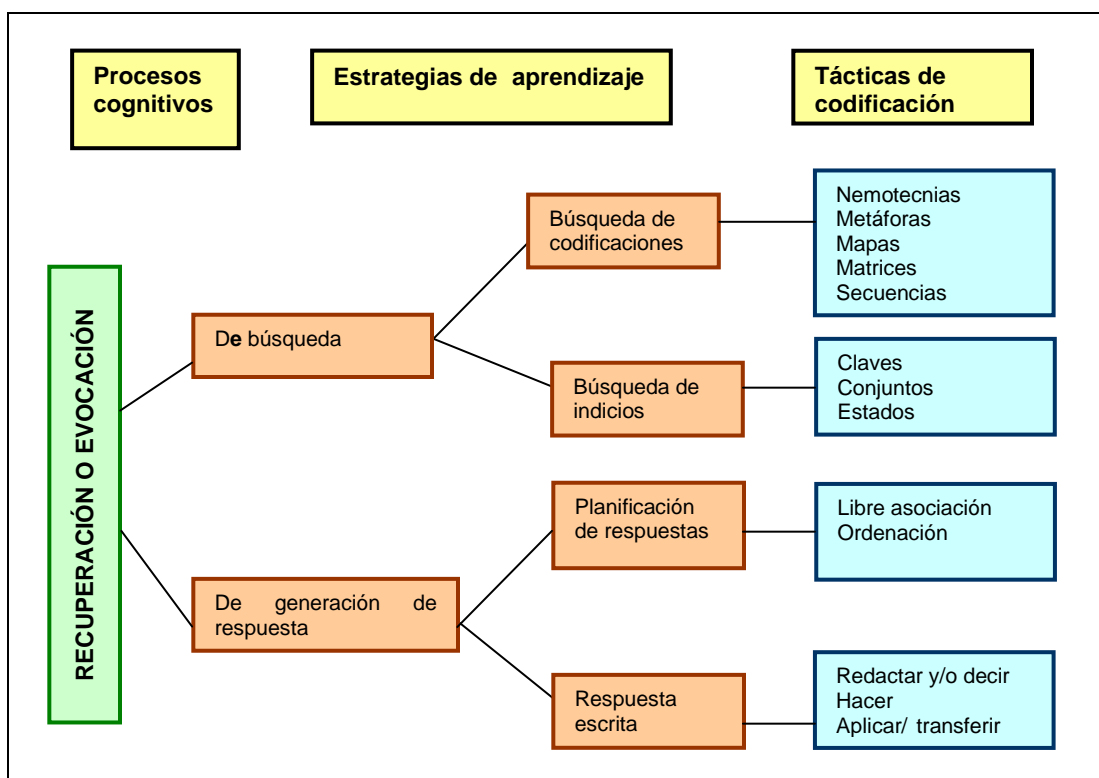 Procesos
cognitivos
Estrategias de aprendizaje
Tácticas de
codificación
RECUPERACIÓN O EVOCACIÓN
De búsqueda
Búsqueda de
codificaciones
Nemotecnias
Metáforas
Mapas
Matrices
Secuencias
Búsqueda de
indicios
Claves
Conjuntos
Estados
De generación de
respuesta
Planificación
de respuestas
Libre asociación
Ordenación
Respuesta
escrita
Redactar y/o decir
Hacer
Aplicar/ transferir